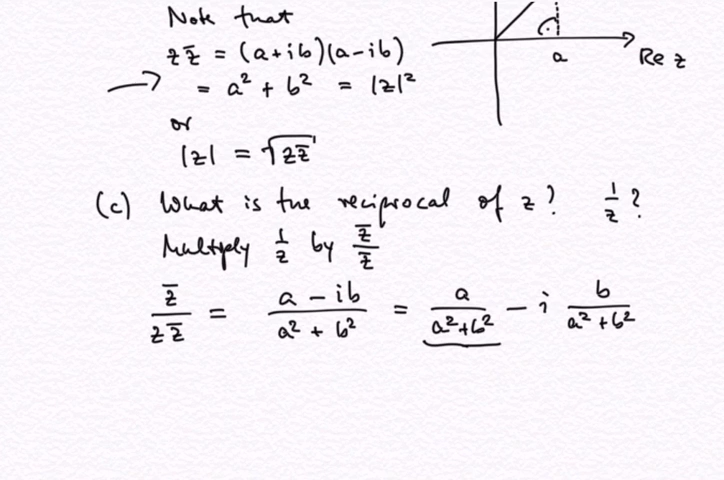 Note that
z z̄ = (a+ib)(a-ib)
= a² + b² = |z|²
or
|z| = √(z z̄)
a
Re z
(c) What is the reciprocal of z? 1/z ?
Multiply 1/z by z̄/z̄
z̄/(z z̄) = (a - ib)/(a² + b²) = a/(a²+b²) - i b/(a²+b²)